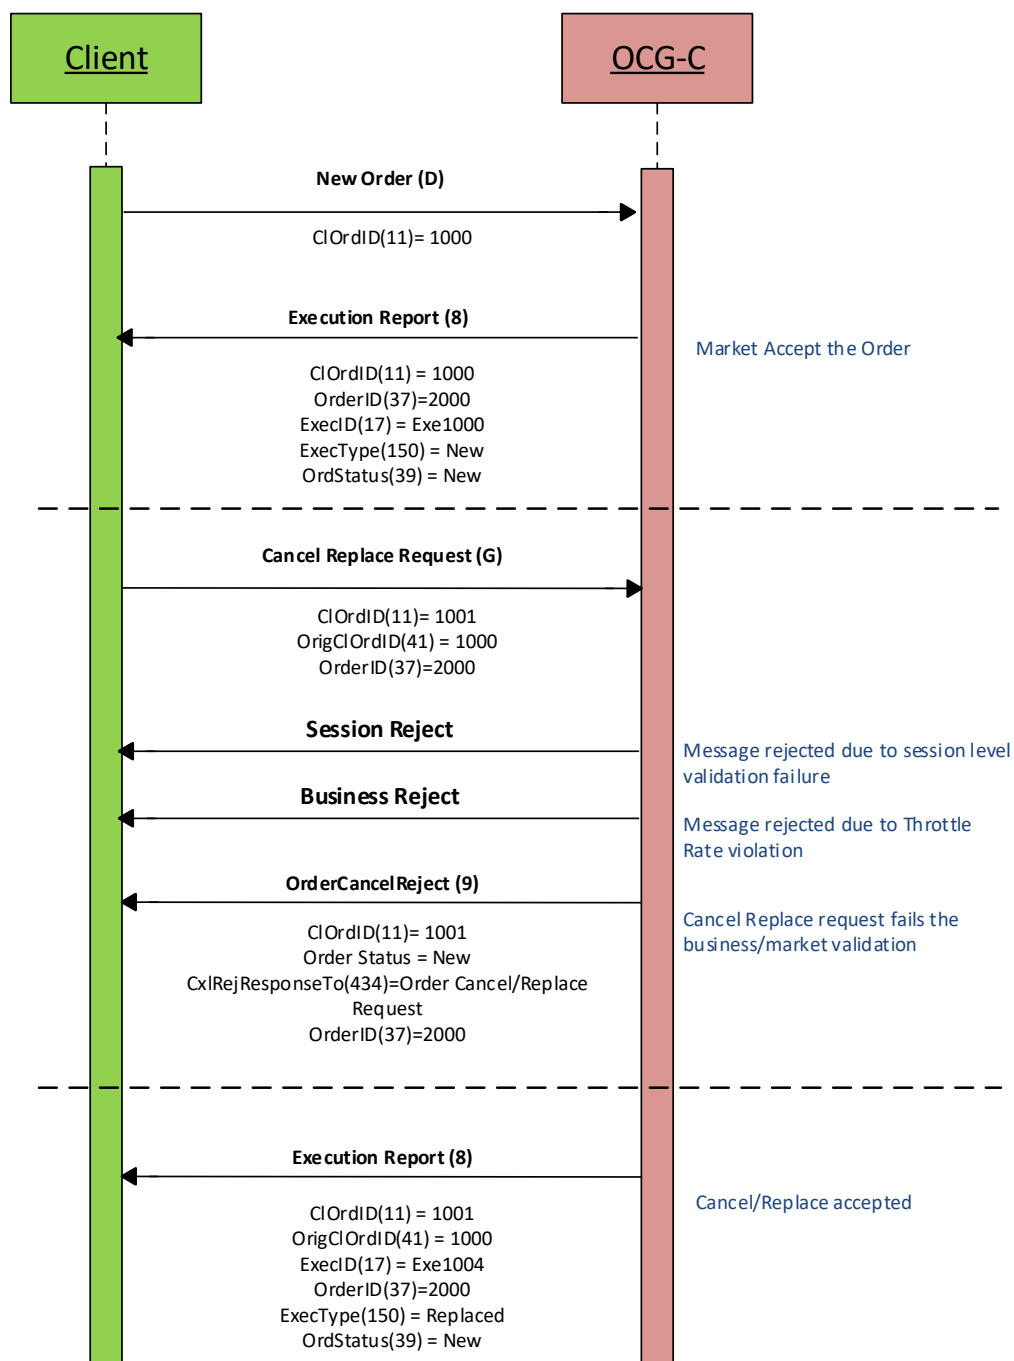 Client
OCG-C
New Order (D)
ClOrdID(11)= 1000
Execution Report (8)
Market Accept the Order
ClOrdID(11) = 1000
OrderID(37)=2000
ExecID(17) = Exe1000
ExecType(150) = New
OrdStatus(39) = New
Cancel Replace Request (G)
ClOrdID(11)= 1001
OrigClOrdID(41) = 1000
OrderID(37)=2000
Session Reject
Message rejected due to session level
validation failure
Business Reject
Message rejected due to Throttle
Rate violation
OrderCancelReject (9)
Cancel Replace request fails the
business/market validation
ClOrdID(11)= 1001
Order Status = New
CxlRejResponseTo(434)=Order Cancel/Replace
Request
OrderID(37)=2000
Execution Report (8)
Cancel/Replace accepted
ClOrdID(11) = 1001
OrigClOrdID(41) = 1000
ExecID(17) = Exe1004
OrderID(37)=2000
ExecType(150) = Replaced
OrdStatus(39) = New